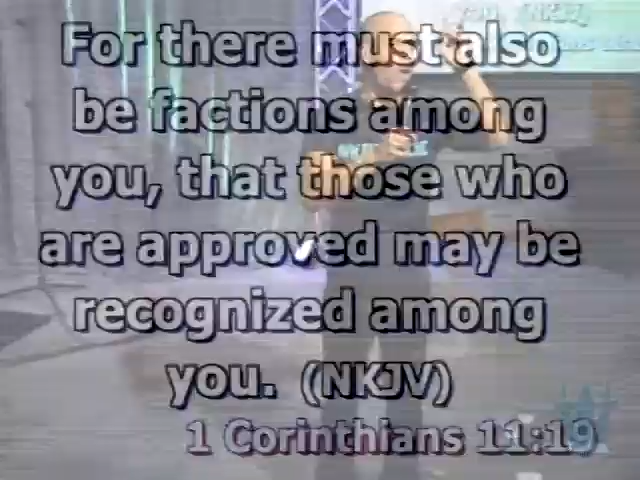 For there must also
be factions among
you, that those who
are approved may be
recognized among
you. (NKJV)
1 Corinthians 11:19